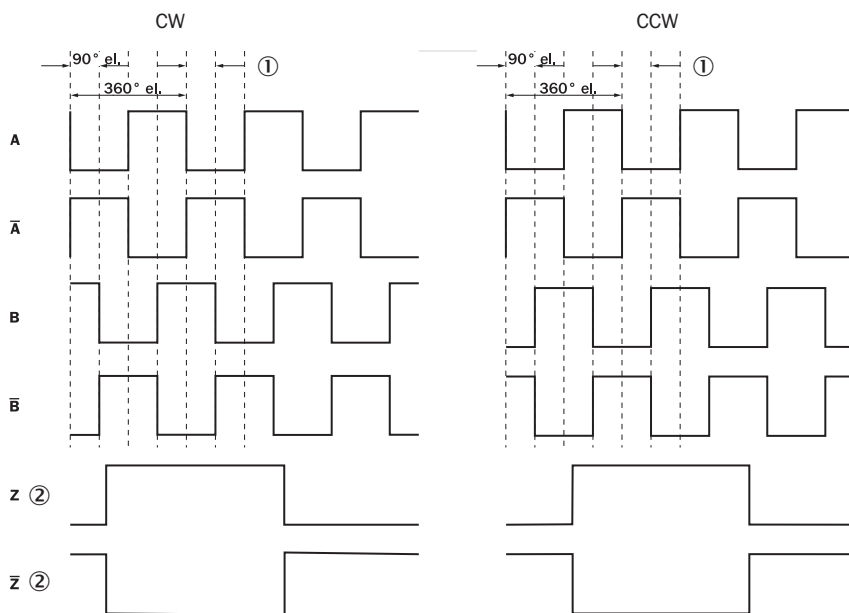 CW CCW
90° el. ① 90° el. ①
360° el. 360° el.
A
A̅
B
B̅
Z ②
Z̅ ②